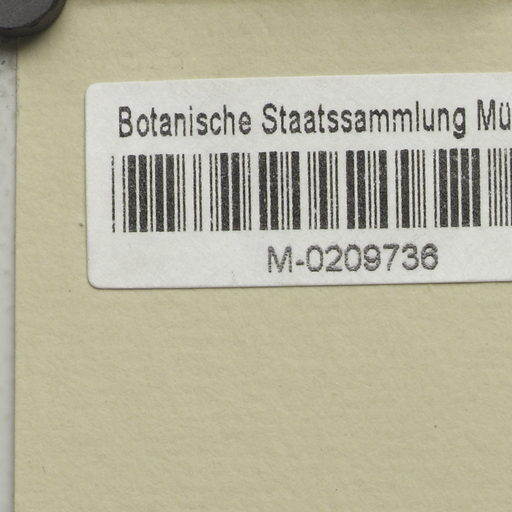 Botanische Staatssammlung Mü
M-0209736